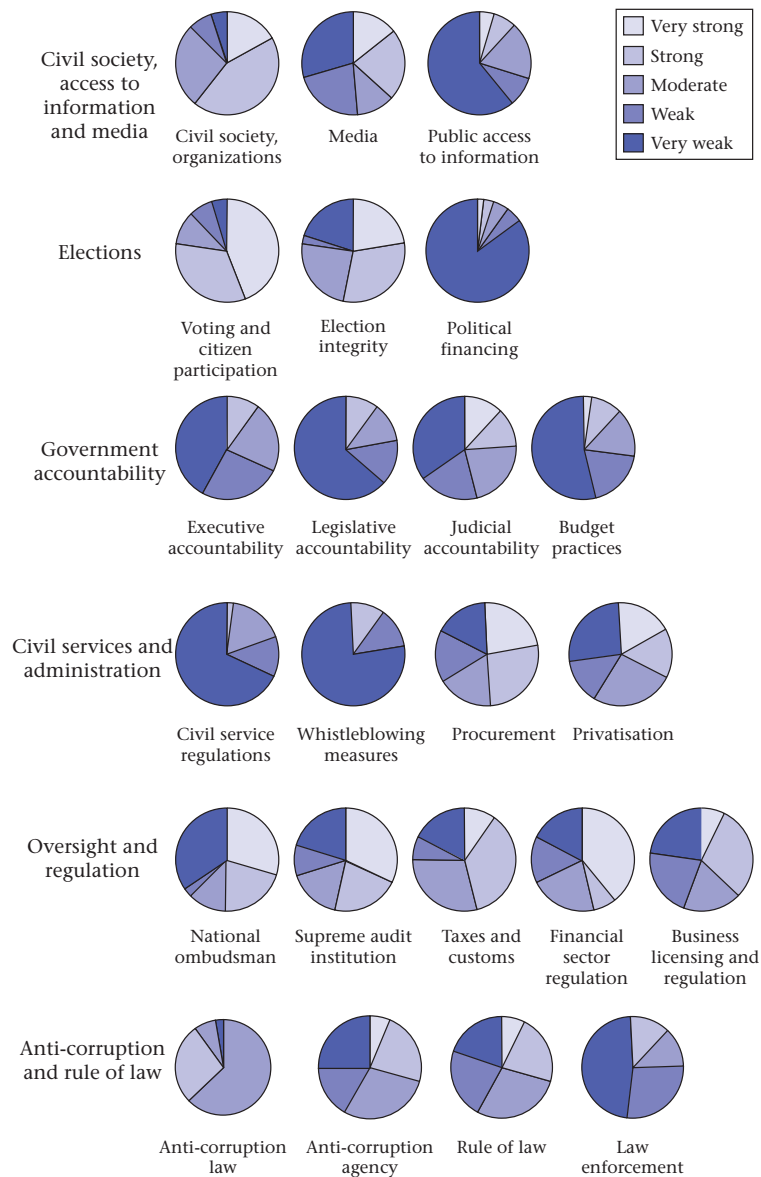 Very strong
Strong
Moderate
Weak
Very weak
Civil society,
access to
information
and media
Civil society,
organizations
Media
Public access
to information
Elections
Voting and
citizen
participation
Election
integrity
Political
financing
Government
accountability
Executive
accountability
Legislative
accountability
Judicial
accountability
Budget
practices
Civil services and
administration
Civil service
regulations
Whistleblowing
measures
Procurement
Privatisation
Oversight and
regulation
National
ombudsman
Supreme audit
institution
Taxes and
customs
Financial
sector
regulation
Business
licensing and
regulation
Anti-corruption
and rule of law
Anti-corruption
law
Anti-corruption
agency
Rule of law
Law
enforcement